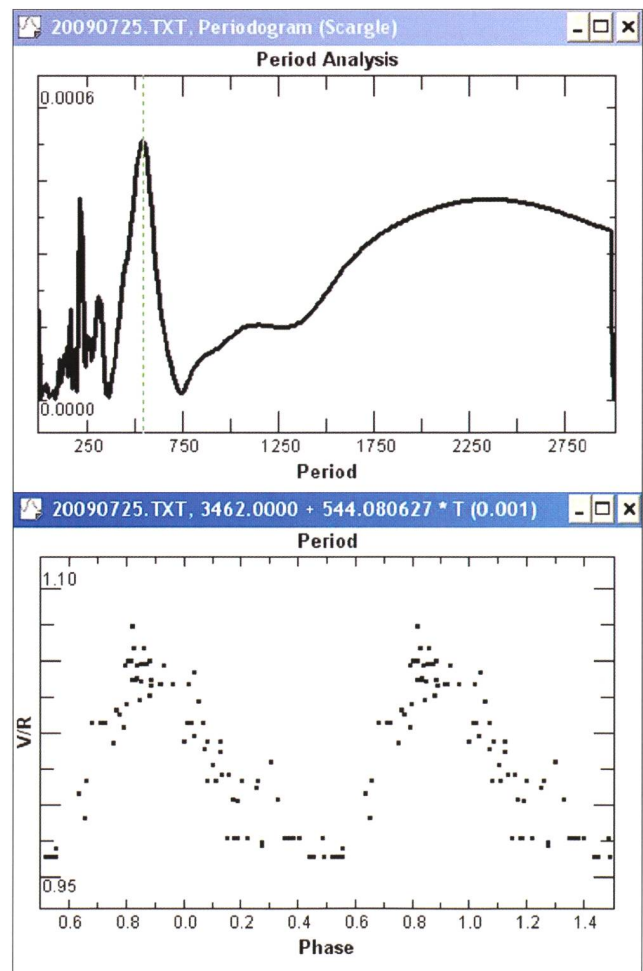 20090725.TXT, Periodogram (Scargle)
Period Analysis
0.0006
0.0000
250 750 1250 1750 2250 2750
Period
20090725.TXT, 3462.0000 + 544.080627 * T (0.001)
Period
1.10
V/R
0.95
0.6 0.8 0.0 0.2 0.4 0.6 0.8 1.0 1.2 1.4
Phase